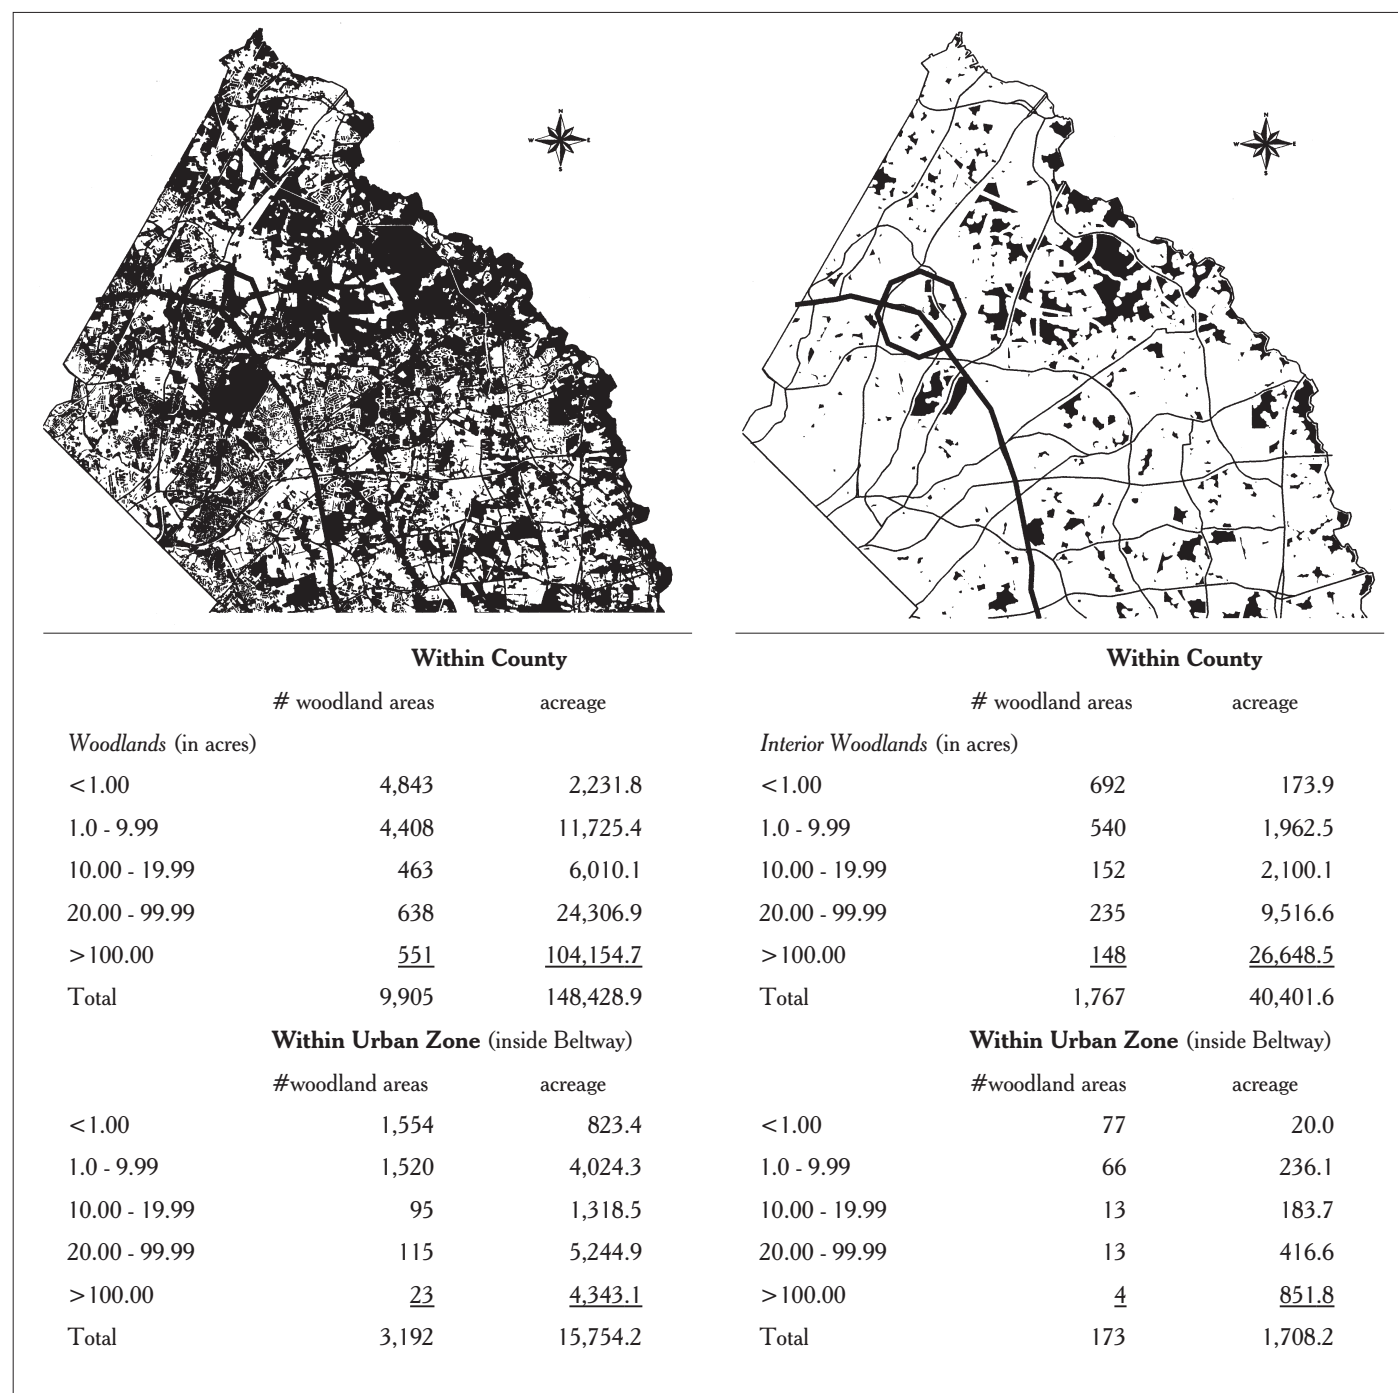 N
W E
S
N
W E
S
Within County
# woodland areas acreage
Woodlands (in acres)
<1.00 4,843 2,231.8
1.0 - 9.99 4,408 11,725.4
10.00 - 19.99 463 6,010.1
20.00 - 99.99 638 24,306.9
>100.00 551 104,154.7
Total 9,905 148,428.9
Within Urban Zone (inside Beltway)
#woodland areas acreage
<1.00 1,554 823.4
1.0 - 9.99 1,520 4,024.3
10.00 - 19.99 95 1,318.5
20.00 - 99.99 115 5,244.9
>100.00 23 4,343.1
Total 3,192 15,754.2
Within County
# woodland areas acreage
Interior Woodlands (in acres)
<1.00 692 173.9
1.0 - 9.99 540 1,962.5
10.00 - 19.99 152 2,100.1
20.00 - 99.99 235 9,516.6
>100.00 148 26,648.5
Total 1,767 40,401.6
Within Urban Zone (inside Beltway)
#woodland areas acreage
<1.00 77 20.0
1.0 - 9.99 66 236.1
10.00 - 19.99 13 183.7
20.00 - 99.99 13 416.6
>100.00 4 851.8
Total 173 1,708.2